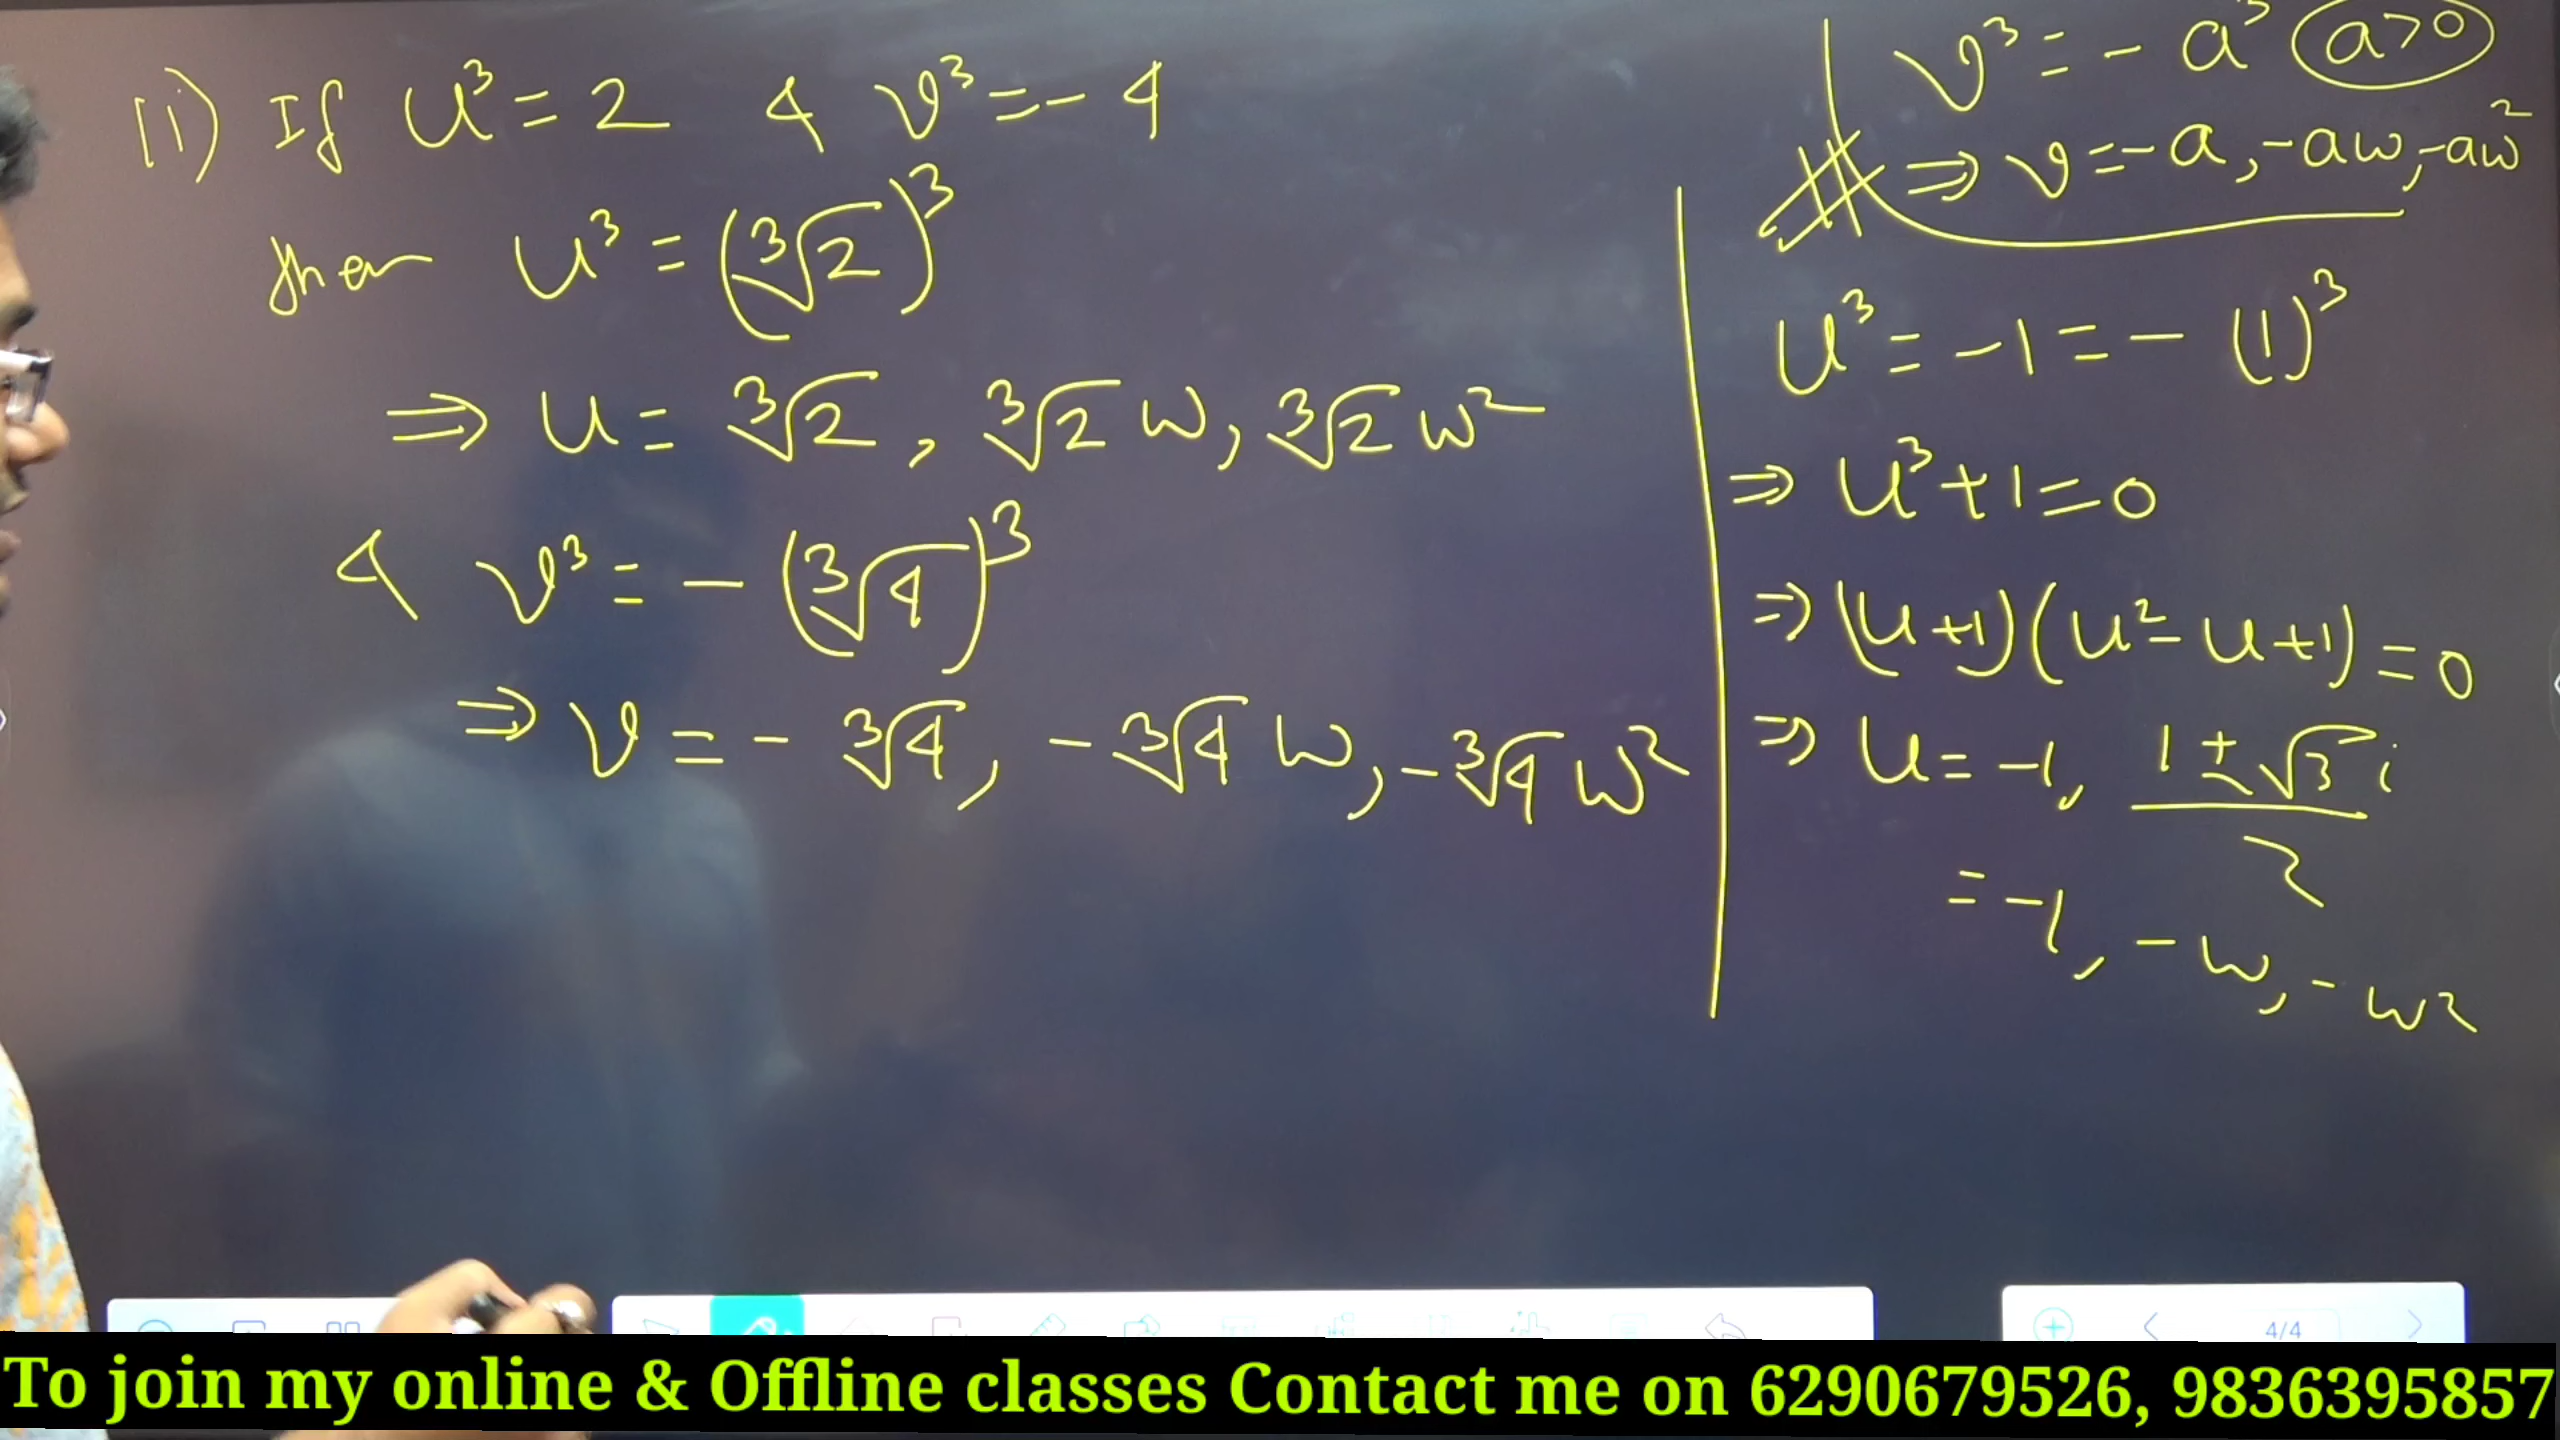 (i) If u³ = 2 & v³ = - 4
then u³ = (∛2)³
⇒ u = ∛2, ∛2 ω, ∛2 ω²
& v³ = - (∛4)³
⇒ v = - ∛4, - ∛4 ω, - ∛4 ω²
v³ = - a³ (a>0)
⇒ v = -a, -aω, -aω²
u³ = -1 = - (1)³
⇒ u³+1=0
⇒ (u+1)(u²-u+1)=0
⇒ u = -1, (1 ± √3 i)/2
= -1, -ω, -ω²
4/4
To join my online & Offline classes Contact me on 6290679526, 9836395857